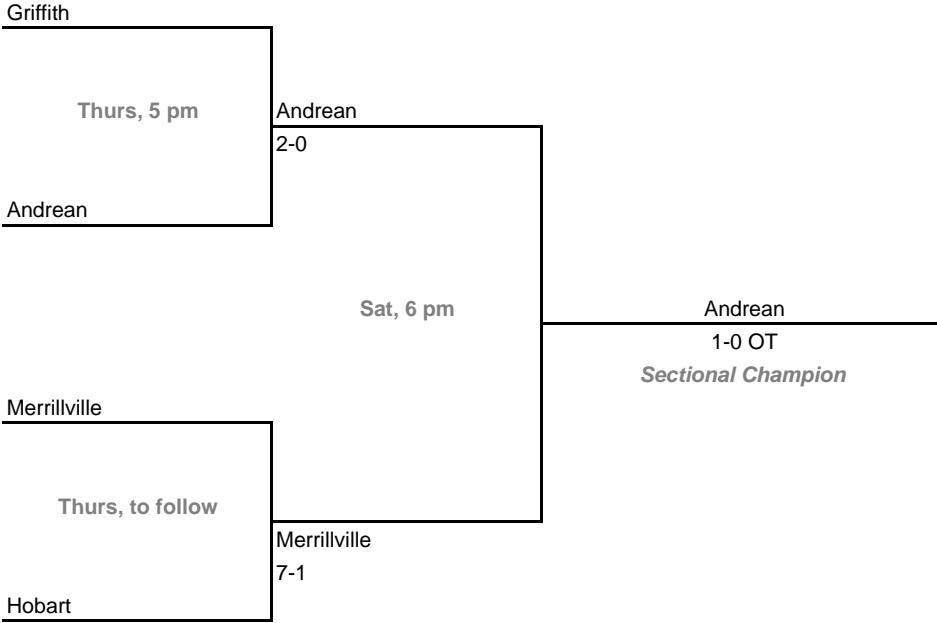 Griffith
Thurs, 5 pm
Andrean
2-0
Andrean
Sat, 6 pm
Andrean
1-0 OT
Sectional Champion
Merrillville
Thurs, to follow
Merrillville
7-1
Hobart